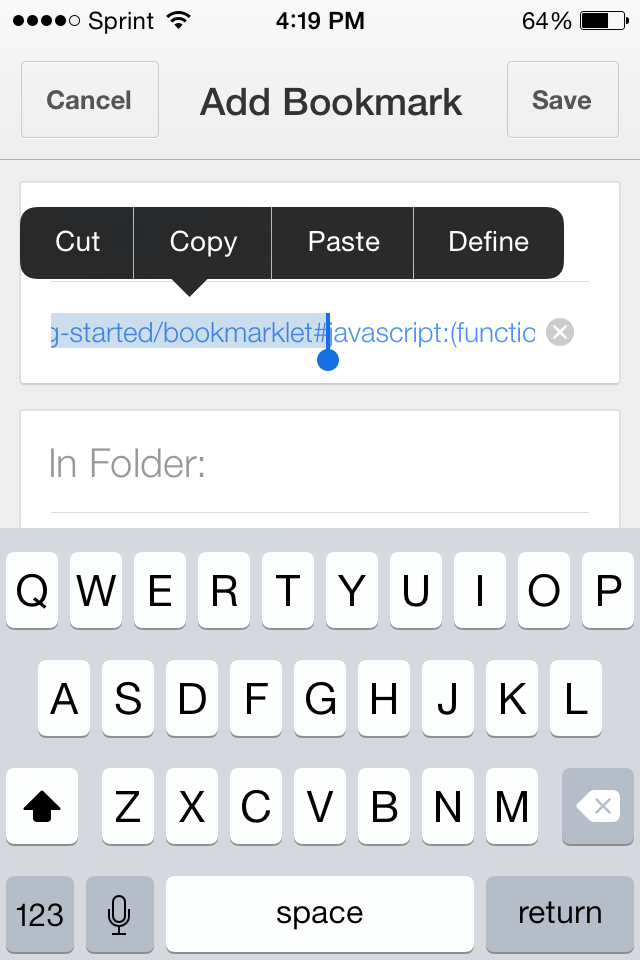 Sprint 4:19 PM 64%
Cancel Add Bookmark Save
Cut Copy Paste Define
g-started/bookmarklet#javascript:(functio
In Folder:
Q W E R T Y U I O P
A S D F G H J K L
Z X C V B N M
123 space return